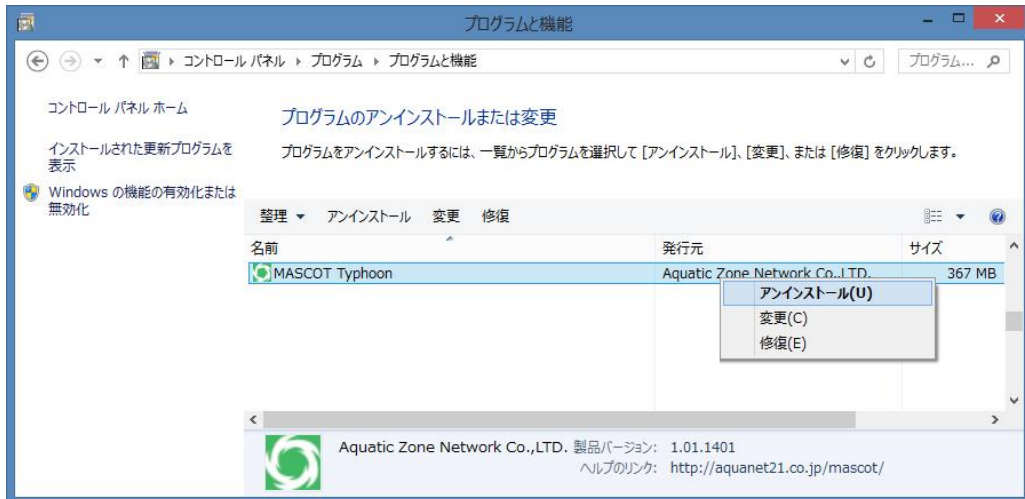 プログラムと機能
コントロール パネル プログラム プログラムと機能
プログラム...
コントロール パネル ホーム
インストールされた更新プログラムを
表示
Windows の機能の有効化または
無効化
プログラムのアンインストールまたは変更
プログラムをアンインストールするには、一覧からプログラムを選択して [アンインストール]、[変更]、または [修復] をクリックします。
整理 アンインストール 変更 修復
名前 発行元 サイズ
MASCOT Typhoon Aquatic Zone Network Co.,LTD. 367 MB
アンインストール(U)
変更(C)
修復(E)
Aquatic Zone Network Co.,LTD. 製品バージョン: 1.01.1401
ヘルプのリンク: http://aquanet21.co.jp/mascot/